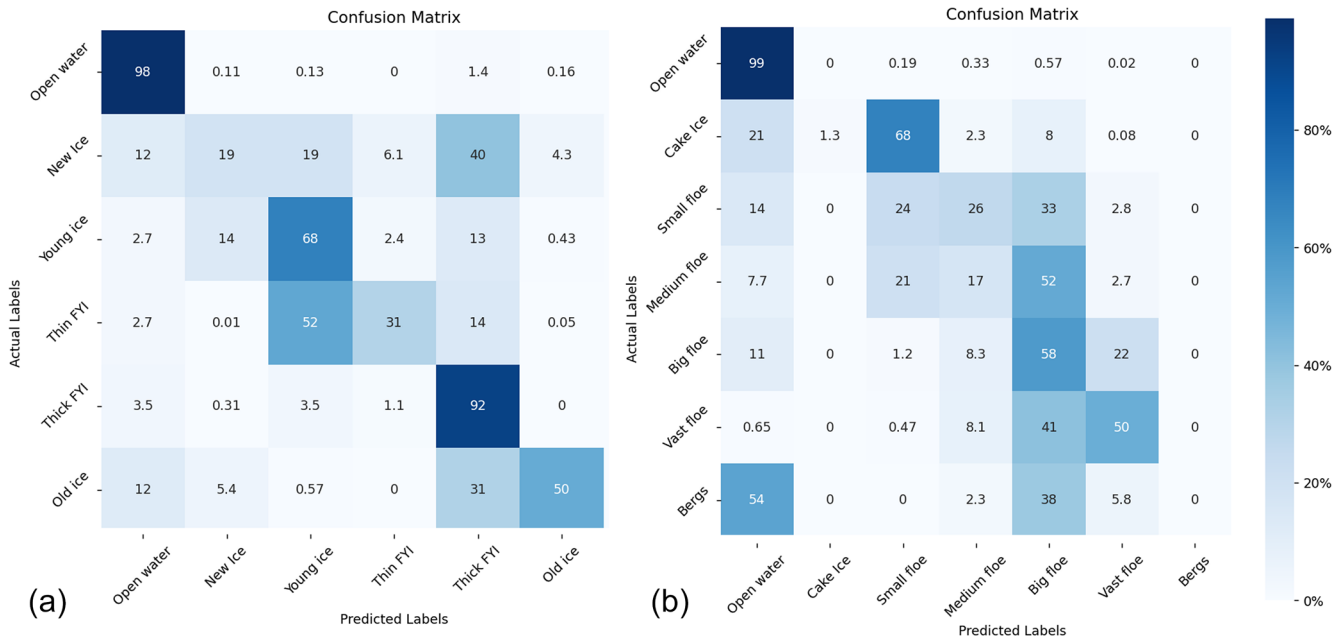 Confusion Matrix
Open water 98 0.11 0.13 0 1.4 0.16
New Ice 12 19 19 6.1 40 4.3
Young ice 2.7 14 68 2.4 13 0.43
Thin FYI 2.7 0.01 52 31 14 0.05
Thick FYI 3.5 0.31 3.5 1.1 92 0
Old ice 12 5.4 0.57 0 31 50
Actual Labels
Open water New Ice Young ice Thin FYI Thick FYI Old ice
Predicted Labels
(a)
Confusion Matrix
Open water 99 0 0.19 0.33 0.57 0.02 0
Cake Ice 21 1.3 68 2.3 8 0.08 0
Small floe 14 0 24 26 33 2.8 0
Medium floe 7.7 0 21 17 52 2.7 0
Big floe 11 0 1.2 8.3 58 22 0
Vast floe 0.65 0 0.47 8.1 41 50 0
Bergs 54 0 0 2.3 38 5.8 0
Actual Labels
Open water Cake Ice Small floe Medium floe Big floe Vast floe Bergs
Predicted Labels
(b)
80%
60%
40%
20%
0%